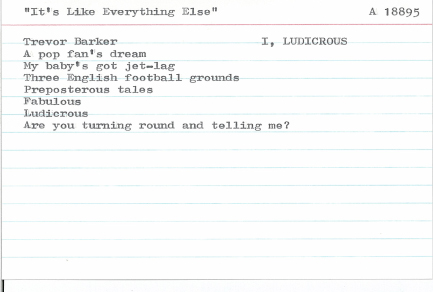 "It's Like Everything Else" A 18895
Trevor Barker I, LUDICROUS
A pop fan's dream
My baby's got jet-lag
Three English football grounds
Preposterous tales
Fabulous
Ludicrous
Are you turning round and telling me?